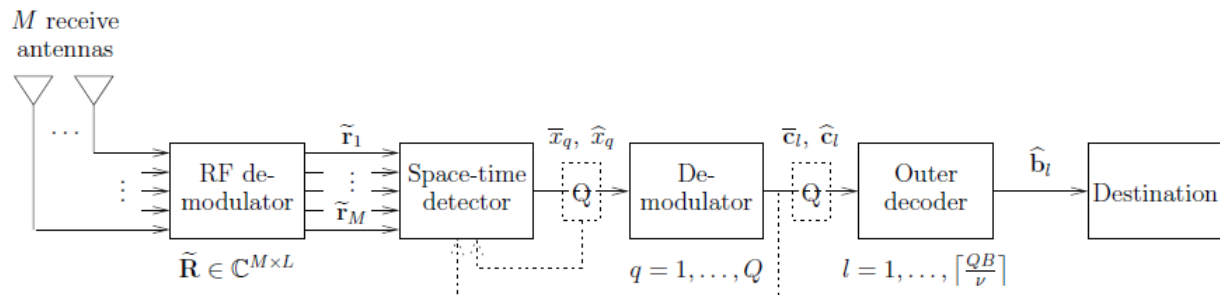 M receive
antennas
...
r̃₁
x̄_q, x̂_q
c̄_l, ĉ_l
b̂_l
RF de-
modulator
⋮
⋮
Space-time
detector
Q
De-
modulator
Q
Outer
decoder
Destination
r̃_M
R̃ ∈ ℂ^{M×L}
q = 1, . . . , Q
l = 1, . . . , ⌈QB/ν⌉